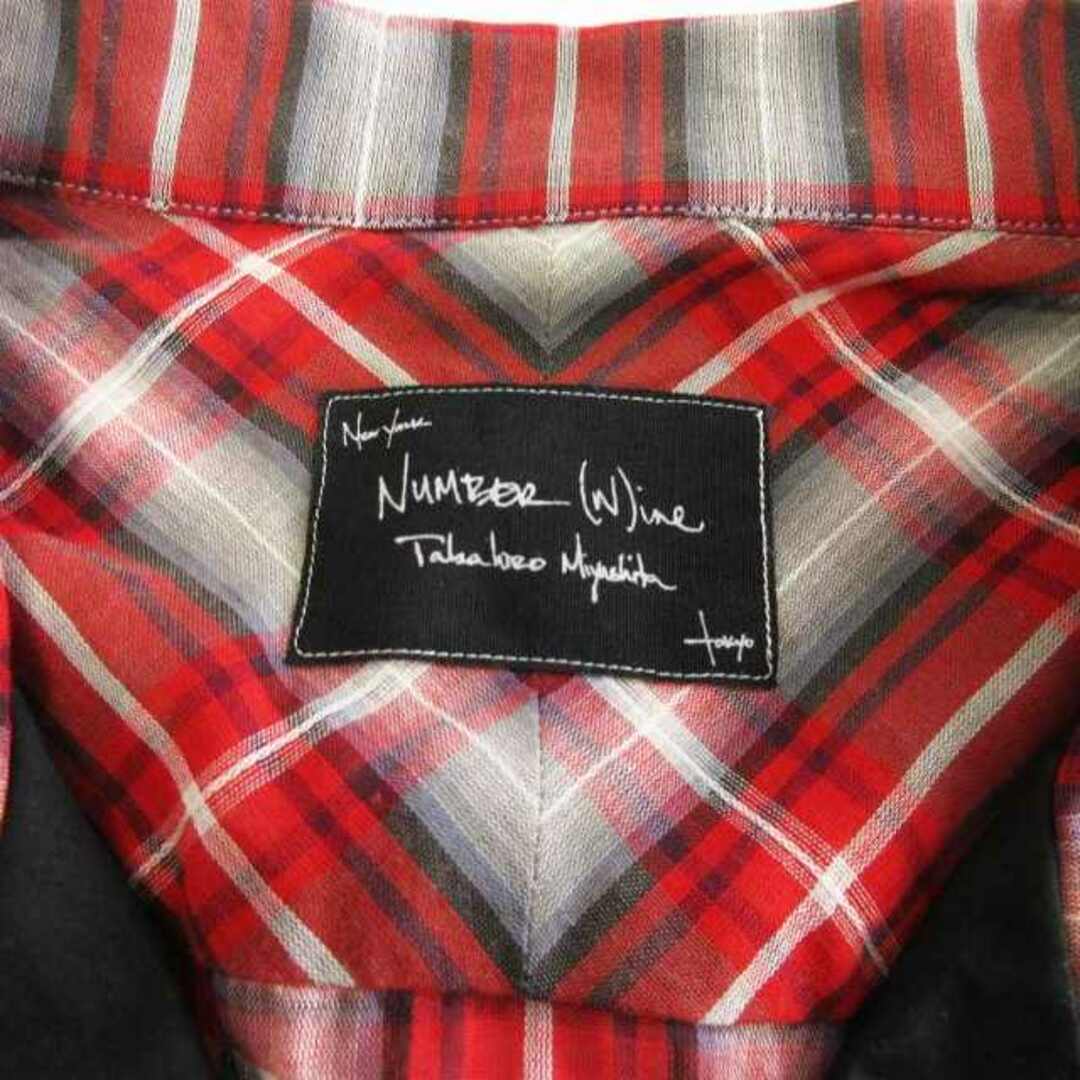 New York
NUMBER (N)ine
Takahiro Miyashita
tokyo